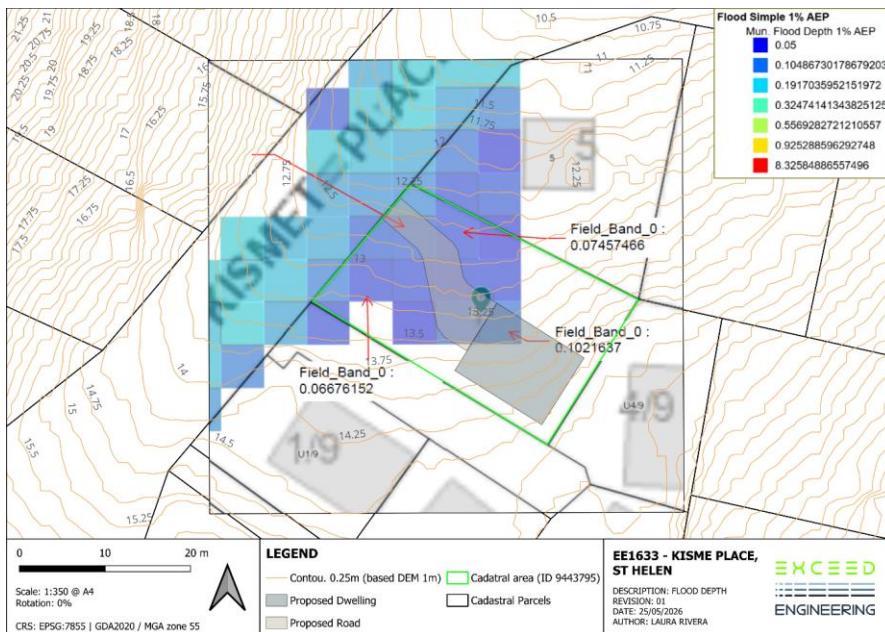 Flood Simple 1% AEP
Mun. Flood Depth 1% AEP
0.05
0.10486730178679203
0.1917035952151972
0.32474141343825125
0.5569282721210557
0.925288596292748
8.32584886557496
21.25
21
20.75
20.5
20.25
20
19.25
19
18.75
16
15.75
16.25
17
16.5
17.25
17.5
17.75
16.75
10.5
10.75
11
11.25
11
11.5
11.75
12
12.25
12.25
12.5
12.75
13
13.25
13.5
13.75
14
14.25
14.5
14.75
15
15.5
15.25
KISMET PLACE
5
5
Field_Band_0 :
0.07457466
Field_Band_0 :
0.1021637
Field_Band_0 :
0.06676152
1/9
U1/9
4/9
U4/9
0 10 20 m
Scale: 1:350 @ A4
Rotation: 0%
CRS: EPSG:7855 | GDA2020 / MGA zone 55
LEGEND
Contou. 0.25m (based DEM 1m)
Cadatral area (ID 9443795)
Proposed Dwelling
Cadastral Parcels
Proposed Road
EE1633 - KISME PLACE,
ST HELEN
DESCRIPTION: FLOOD DEPTH
REVISION: 01
DATE: 25/05/2026
AUTHOR: LAURA RIVERA
EXCEED
ENGINEERING